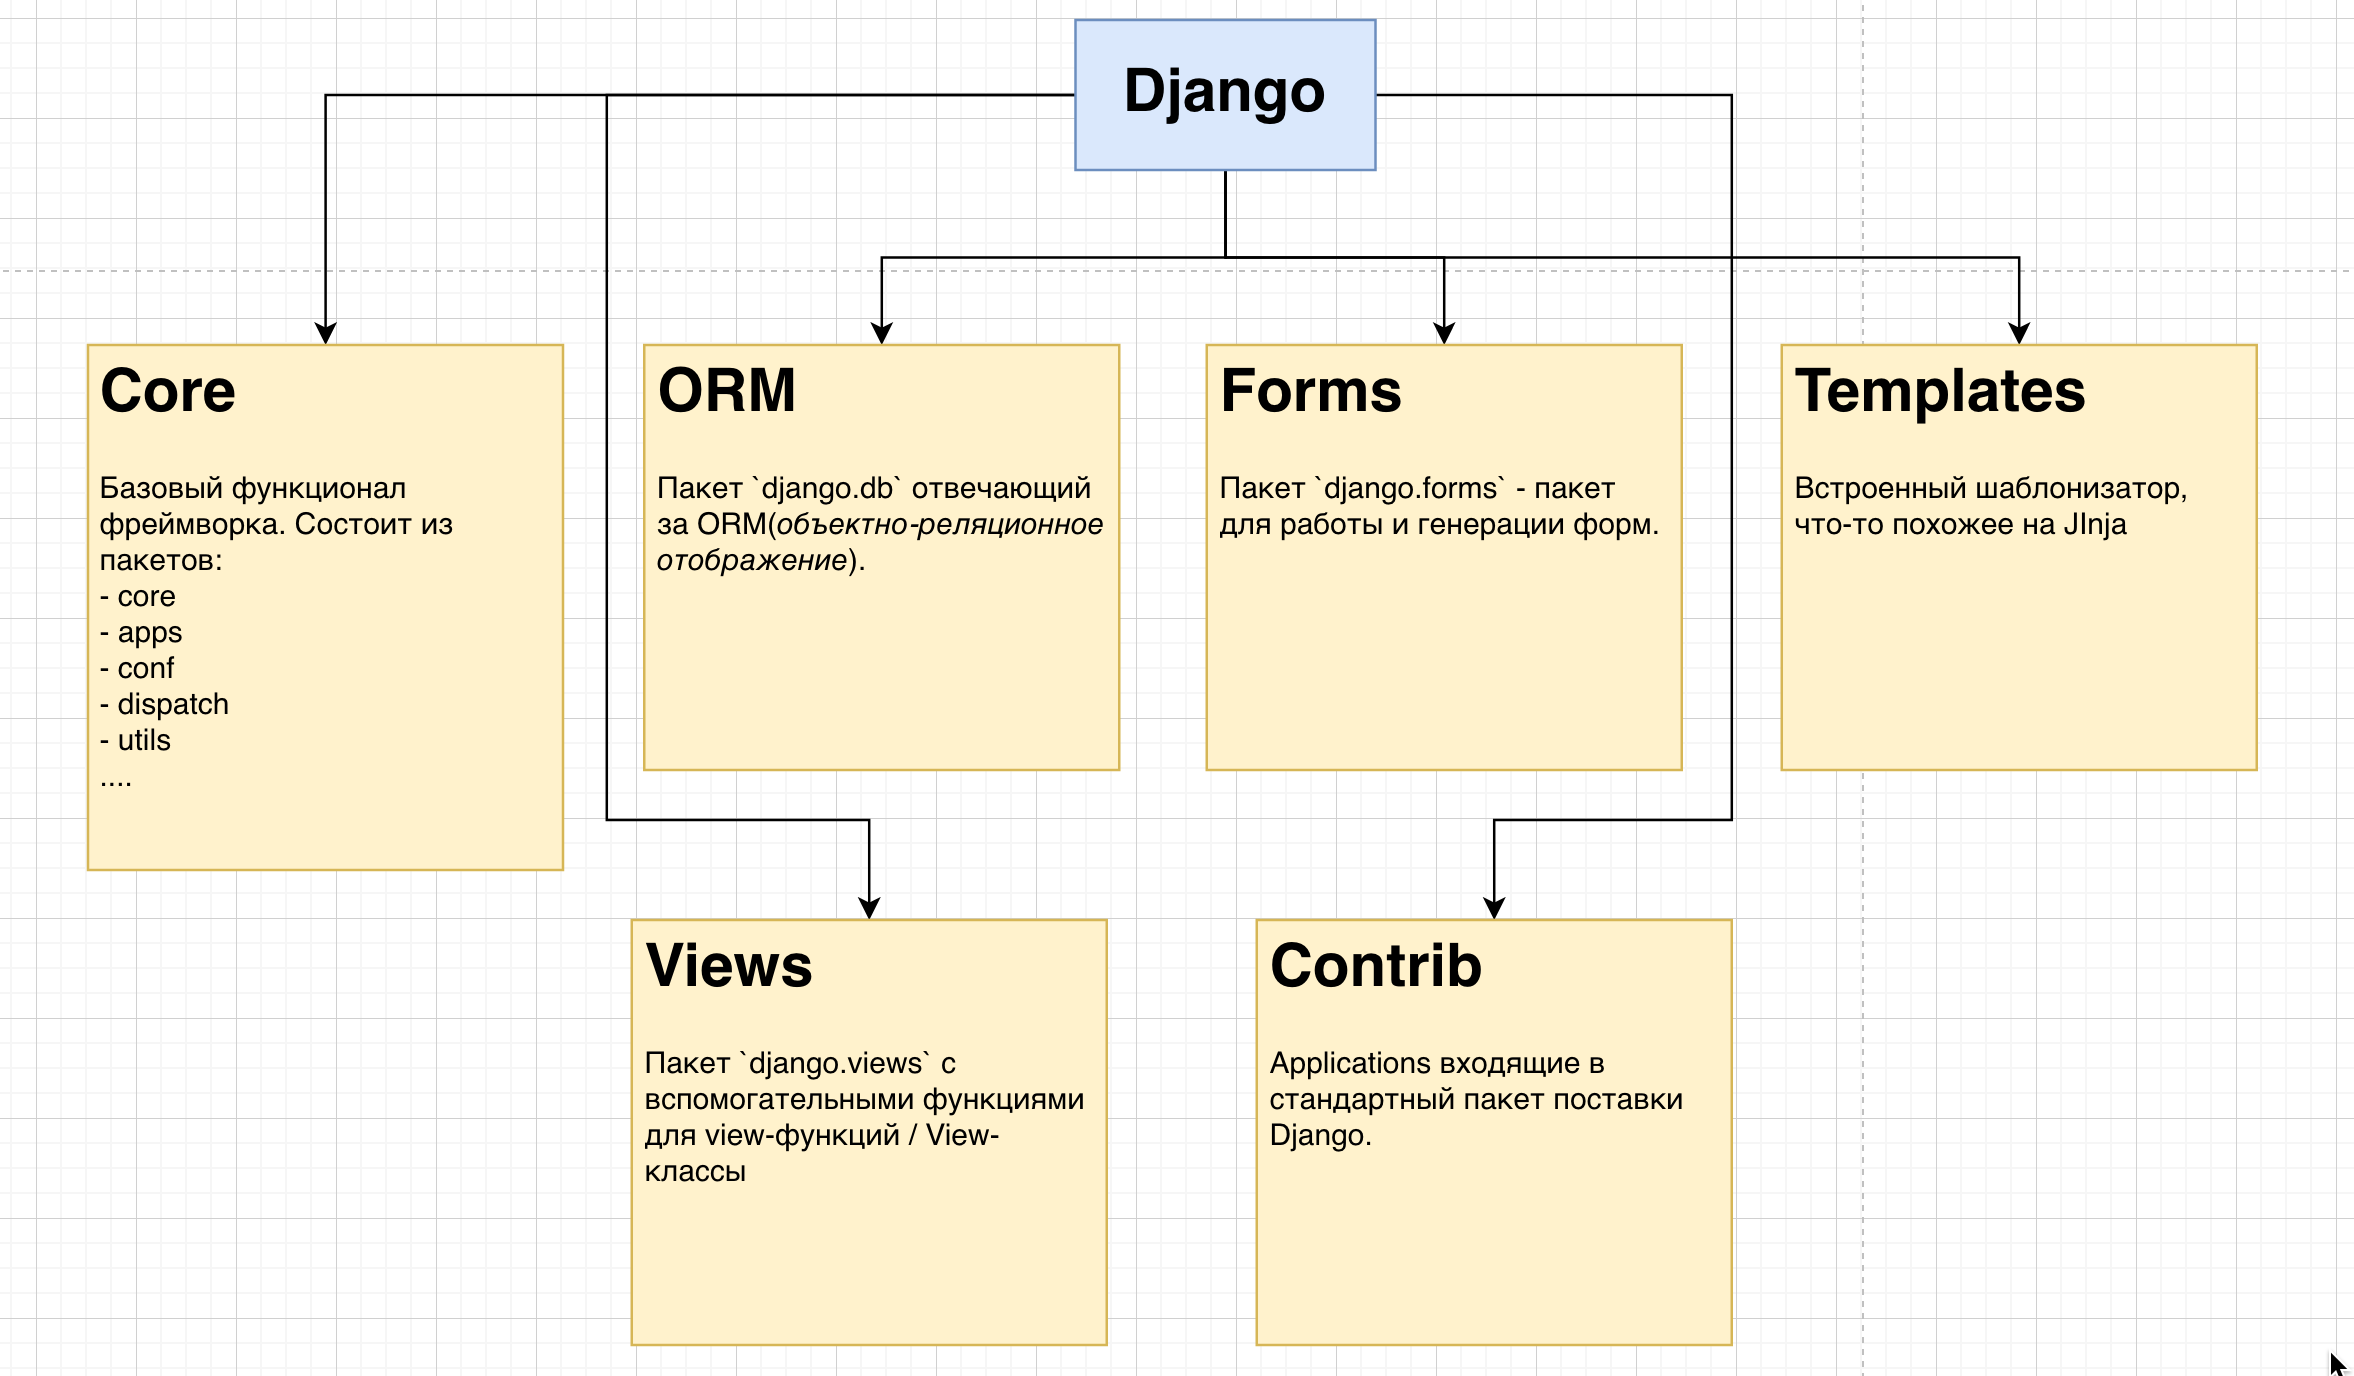 Django
Core
Базовый функционал
фреймворка. Состоит из
пакетов:
- core
- apps
- conf
- dispatch
- utils
....
ORM
Пакет `django.db` отвечающий
за ORM(объектно-реляционное
отображение).
Forms
Пакет `django.forms` - пакет
для работы и генерации форм.
Templates
Встроенный шаблонизатор,
что-то похожее на JInja
Views
Пакет `django.views` с
вспомогательными функциями
для view-функций / View-
классы
Contrib
Applications входящие в
стандартный пакет поставки
Django.